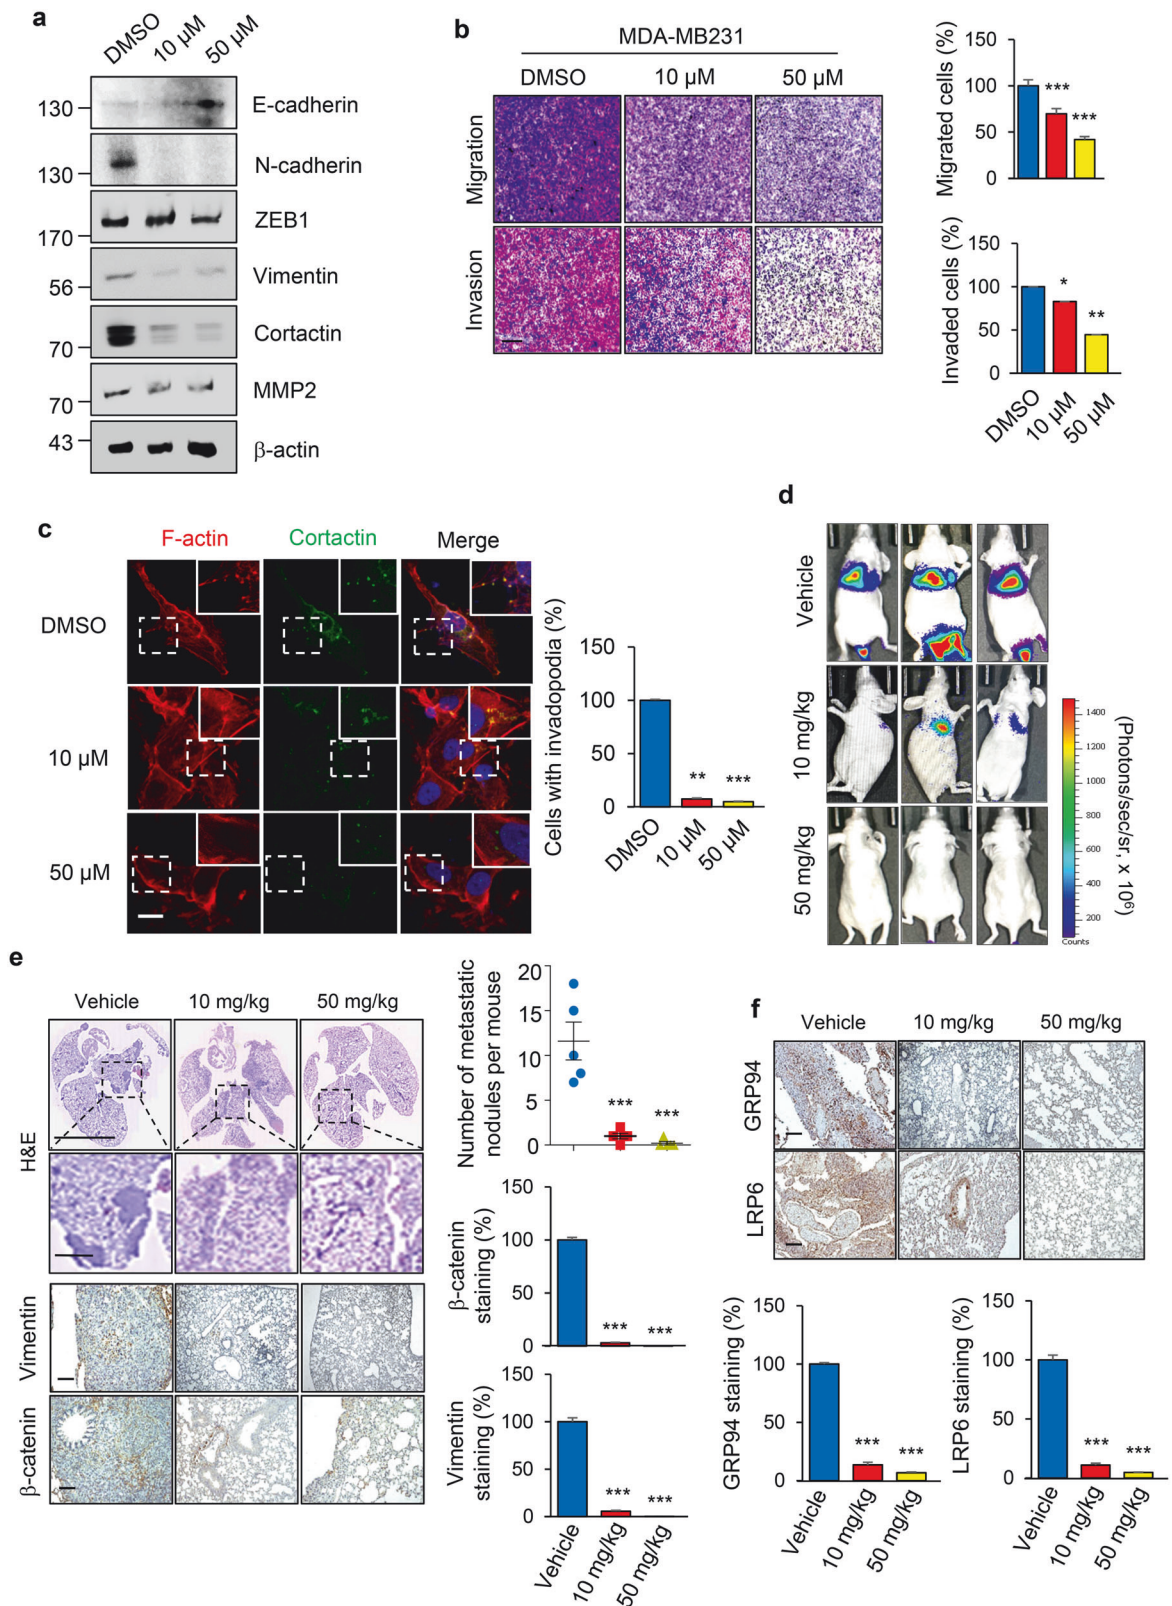 a
DMSO
10 µM
50 µM
130
E-cadherin
130
N-cadherin
170
ZEB1
56
Vimentin
70
Cortactin
70
MMP2
43
β-actin
b
MDA-MB231
DMSO
10 µM
50 µM
Migration
Invasion
Migrated cells (%)
150
100
50
0
***
***
Invaded cells (%)
150
100
50
0
*
**
DMSO
10 µM
50 µM
c
F-actin
Cortactin
Merge
DMSO
10 µM
50 µM
Cells with invadopodia (%)
150
100
50
0
**
***
DMSO
10 µM
50 µM
d
Vehicle
10 mg/kg
50 mg/kg
1400
1200
1000
800
600
400
200
Counts
(Photons/sec/sr, x 10⁶)
e
Vehicle
10 mg/kg
50 mg/kg
H&E
Vimentin
β-catenin
Number of metastatic
nodules per mouse
20
15
10
5
0
***
***
β-catenin
staining (%)
150
100
50
0
***
***
Vimentin
staining (%)
150
100
50
0
***
***
Vehicle
10 mg/kg
50 mg/kg
f
Vehicle
10 mg/kg
50 mg/kg
GRP94
LRP6
GRP94 staining (%)
150
100
50
0
***
***
Vehicle
10 mg/kg
50 mg/kg
LRP6 staining (%)
150
100
50
0
***
***
Vehicle
10 mg/kg
50 mg/kg